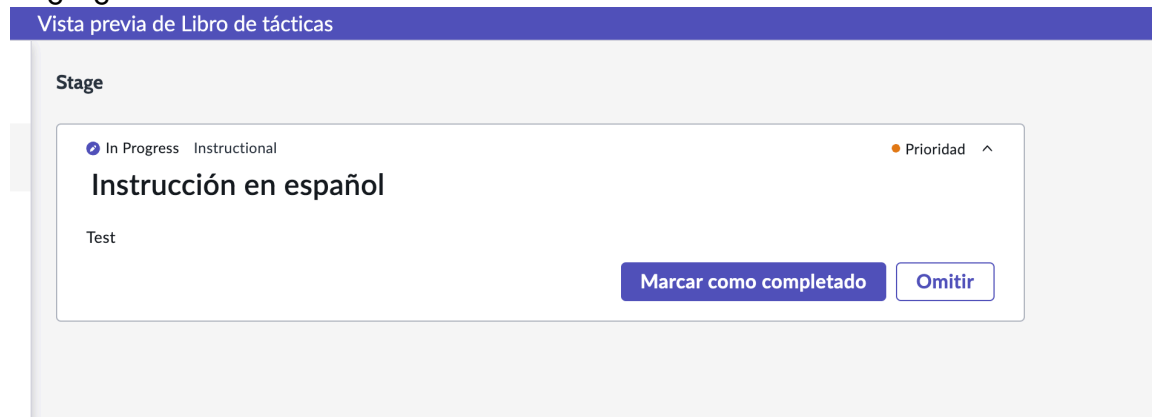 Vista previa de Libro de tácticas
Stage
In Progress Instructional Prioridad
Instrucción en español
Test
Marcar como completado Omitir